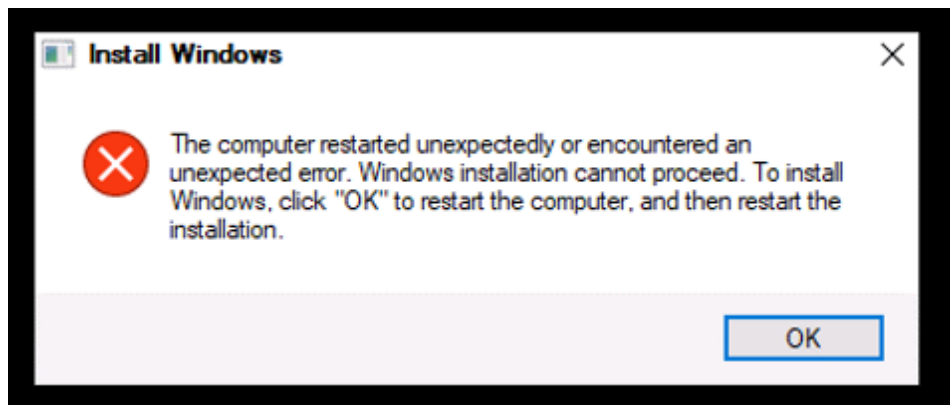 Install Windows
The computer restarted unexpectedly or encountered an
unexpected error. Windows installation cannot proceed. To install
Windows, click "OK" to restart the computer, and then restart the
installation.
OK